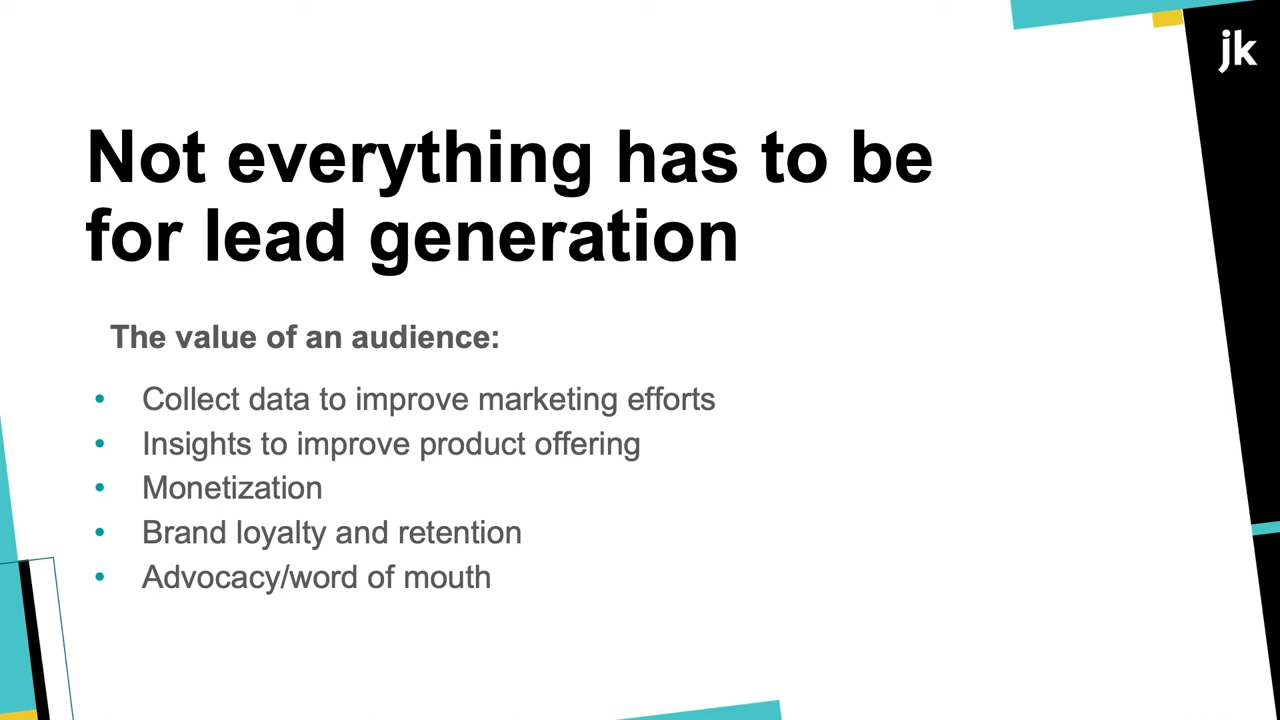 jk
Not everything has to be
for lead generation
The value of an audience:
• Collect data to improve marketing efforts
• Insights to improve product offering
• Monetization
• Brand loyalty and retention
• Advocacy/word of mouth